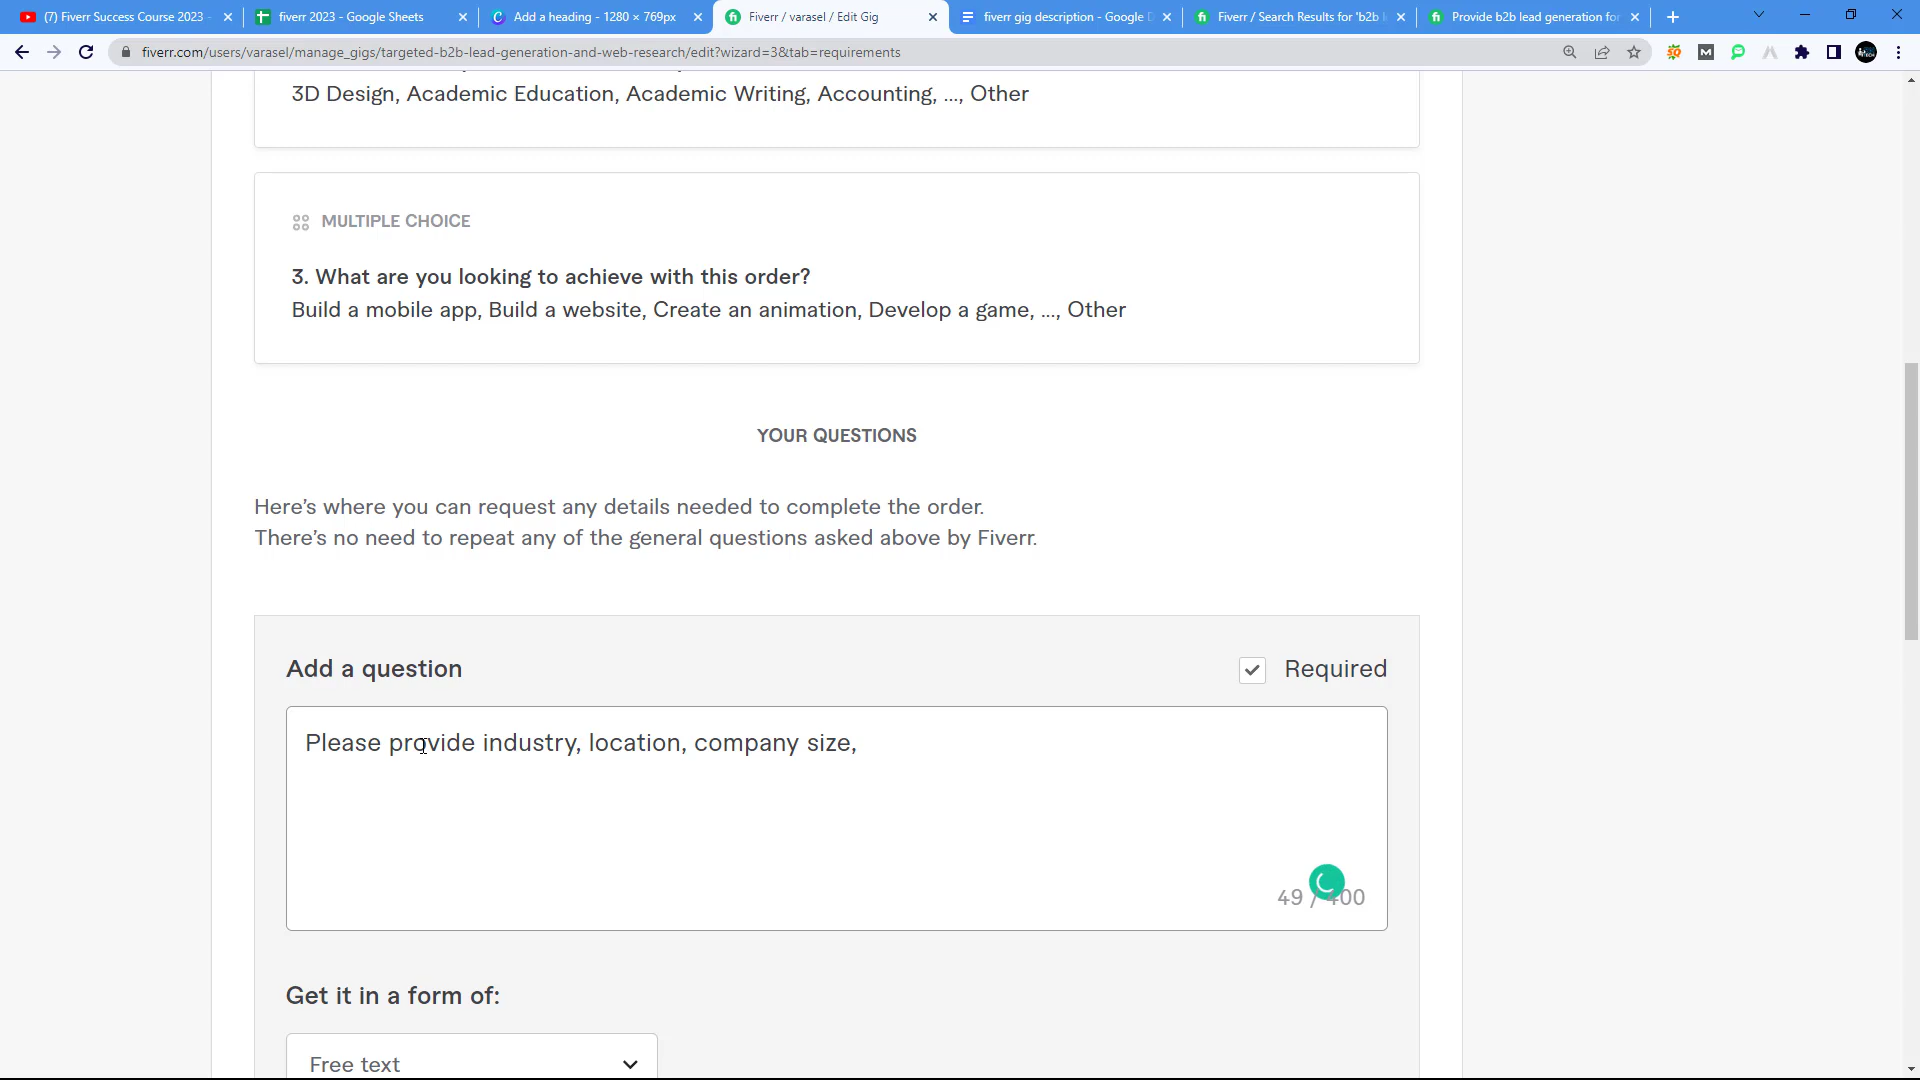 (7) Fiverr Success Course 2023 -
fiverr 2023 - Google Sheets
Add a heading - 1280 × 769px
Fiverr / varasel / Edit Gig
fiverr gig description - Google D
Fiverr / Search Results for 'b2b l
Provide b2b lead generation for
fiverr.com/users/varasel/manage_gigs/targeted-b2b-lead-generation-and-web-research/edit?wizard=3&tab=requirements
3D Design, Academic Education, Academic Writing, Accounting, ..., Other
MULTIPLE CHOICE
3. What are you looking to achieve with this order?
Build a mobile app, Build a website, Create an animation, Develop a game, ..., Other
YOUR QUESTIONS
Here's where you can request any details needed to complete the order.
There's no need to repeat any of the general questions asked above by Fiverr.
Add a question
Required
Please provide industry, location, company size,
49 / 400
Get it in a form of:
Free text